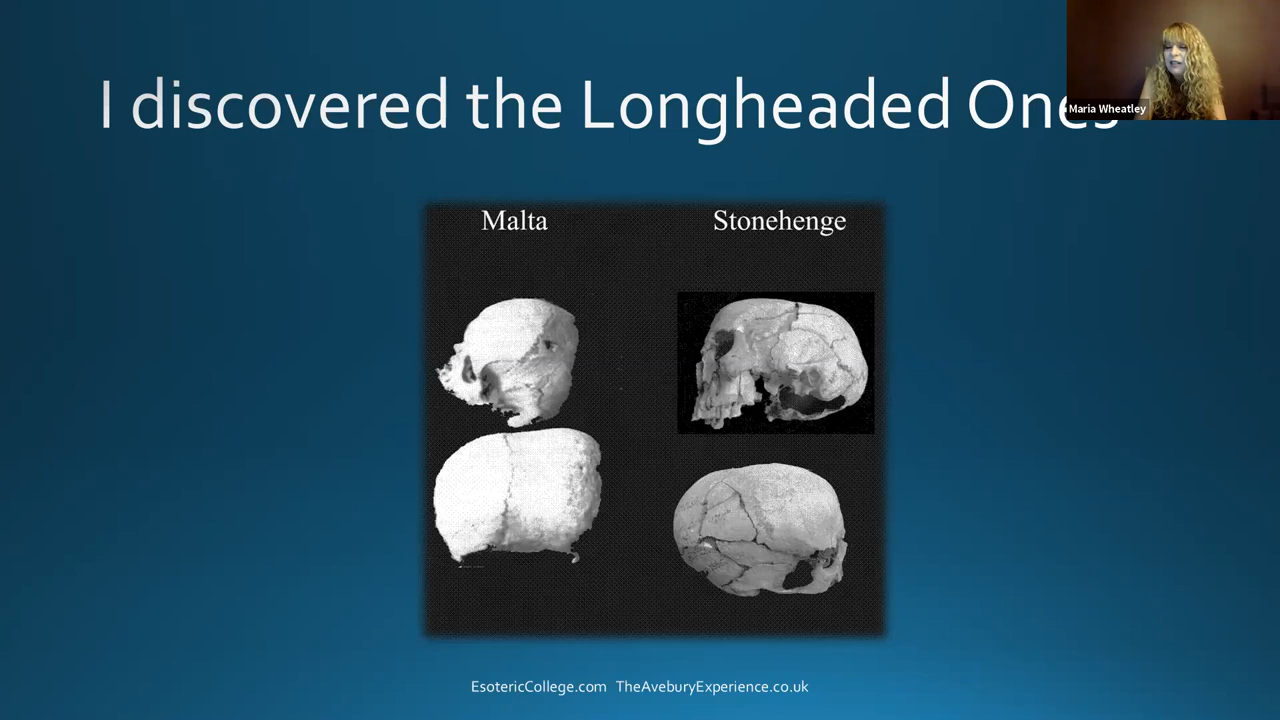 I discovered the Longheaded Ones
Maria Wheatley
Malta Stonehenge
EsotericCollege.com TheAveburyExperience.co.uk